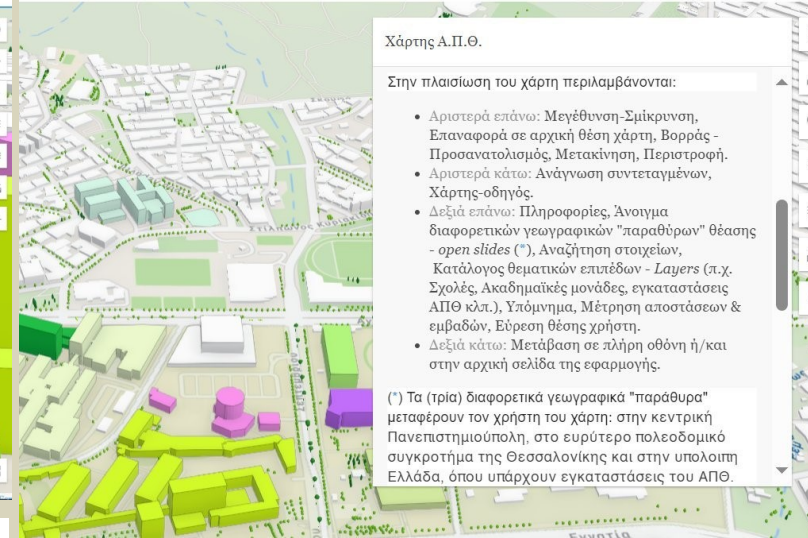 Χάρτης Α.Π.Θ.
Στην πλαισίωση του χάρτη περιλαμβάνονται:
• Αριστερά επάνω: Μεγέθυνση-Σμίκρυνση,
Επαναφορά σε αρχική θέση χάρτη, Βορράς -
Προσανατολισμός, Μετακίνηση, Περιστροφή.
• Αριστερά κάτω: Ανάγνωση συντεταγμένων,
Χάρτης-οδηγός.
• Δεξιά επάνω: Πληροφορίες, Άνοιγμα
διαφορετικών γεωγραφικών "παραθύρων" θέασης
- open slides (*), Αναζήτηση στοιχείων,
Κατάλογος θεματικών επιπέδων - Layers (π.χ.
Σχολές, Ακαδημαϊκές μονάδες, εγκαταστάσεις
ΑΠΘ κλπ.), Υπόμνημα, Μέτρηση αποστάσεων &
εμβαδών, Εύρεση θέσης χρήστη.
• Δεξιά κάτω: Μετάβαση σε πλήρη οθόνη ή/και
στην αρχική σελίδα της εφαρμογής.
(*) Τα (τρία) διαφορετικά γεωγραφικά "παράθυρα"
μεταφέρουν τον χρήστη του χάρτη: στην κεντρική
Πανεπιστημιούπολη, στο ευρύτερο πολεοδομικό
συγκρότημα της Θεσσαλονίκης και στην υπολοιπη
Ελλάδα, όπου υπάρχουν εγκαταστάσεις του ΑΠΘ.
Εγνατία